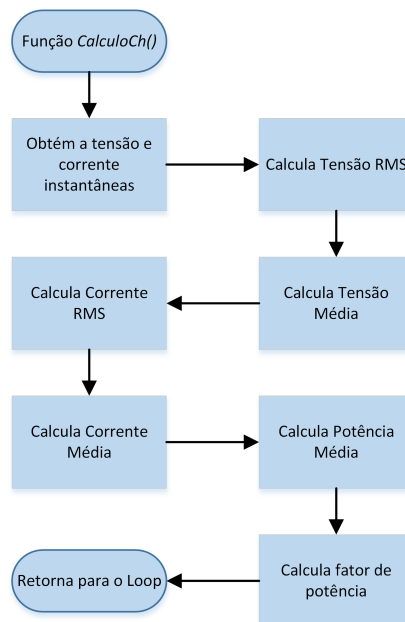 Função CalculoCh()
Obtém a tensão e
corrente
instantâneas
Calcula Tensão RMS
Calcula Tensão
Média
Calcula Corrente
RMS
Calcula Corrente
Média
Calcula Potência
Média
Calcula fator de
potência
Retorna para o Loop